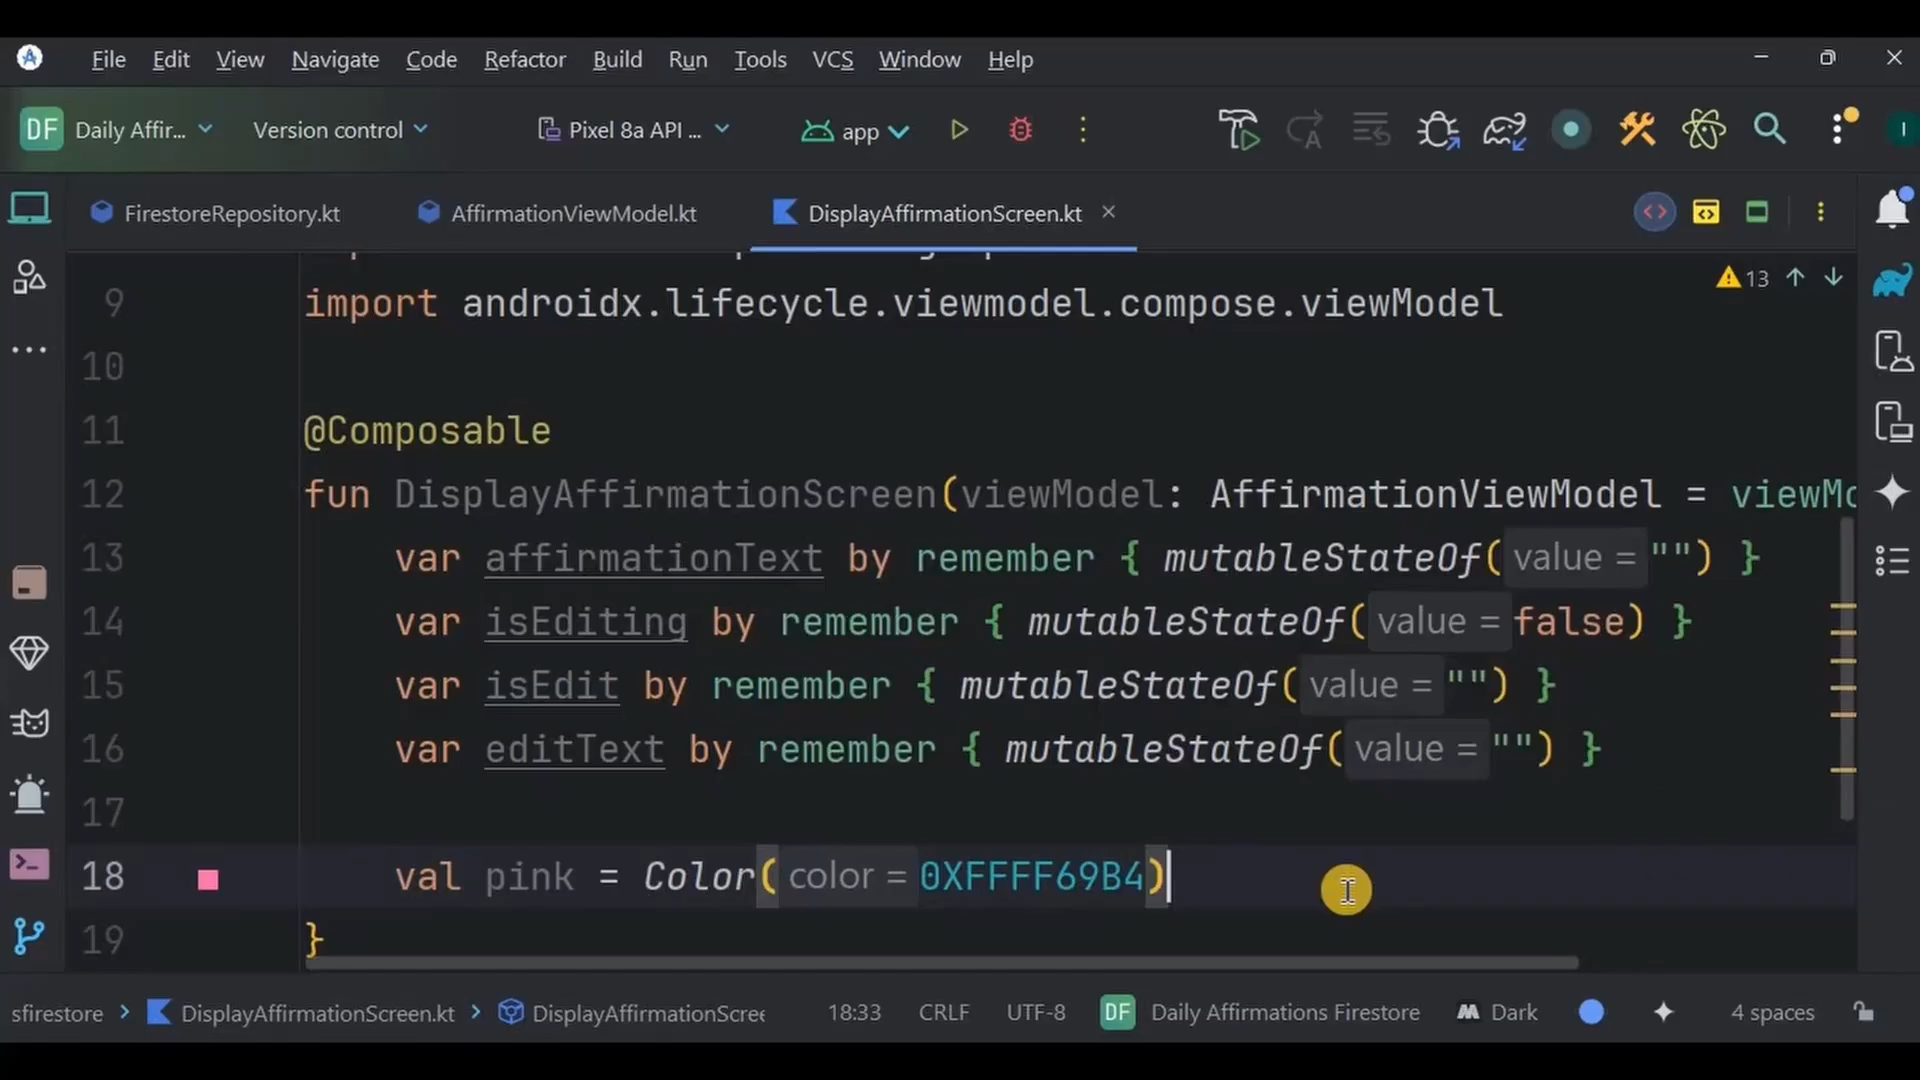 File Edit View Navigate Code Refactor Build Run Tools VCS Window Help
DF Daily Affir... Version control Pixel 8a API ... app I
FirestoreRepository.kt AffirmationViewModel.kt DisplayAffirmationScreen.kt
13
9 import androidx.lifecycle.viewmodel.compose.viewModel
10
11 @Composable
12 fun DisplayAffirmationScreen(viewModel: AffirmationViewModel = viewMo
13 var affirmationText by remember { mutableStateOf( value = "") }
14 var isEditing by remember { mutableStateOf( value = false) }
15 var isEdit by remember { mutableStateOf( value = "") }
16 var editText by remember { mutableStateOf( value = "") }
17
18 val pink = Color( color = 0XFFFF69B4)
19 }
sfirestore DisplayAffirmationScreen.kt DisplayAffirmationScree 18:33 CRLF UTF-8 DF Daily Affirmations Firestore Dark 4 spaces